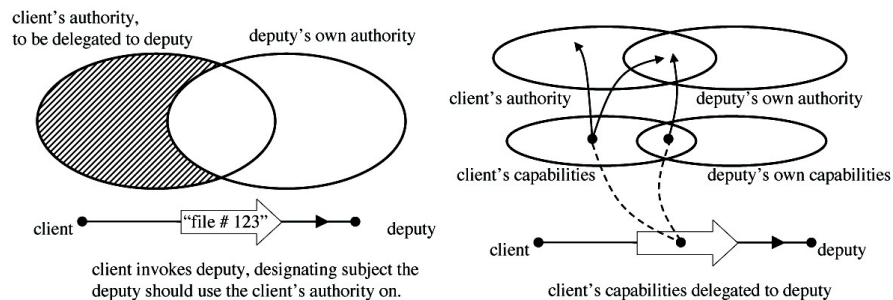 client's authority,
to be delegated to deputy
deputy's own authority
"file # 123"
client
deputy
client invokes deputy, designating subject the
deputy should use the client's authority on.
client's authority
deputy's own authority
client's capabilities
deputy's own capabilities
client
deputy
client's capabilities delegated to deputy